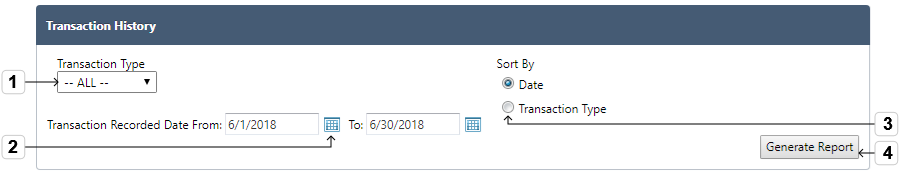 Transaction History
Transaction Type
Sort By
1
-- ALL --
Date
Transaction Type
Transaction Recorded Date From: 6/1/2018 To: 6/30/2018
3
2
Generate Report
4